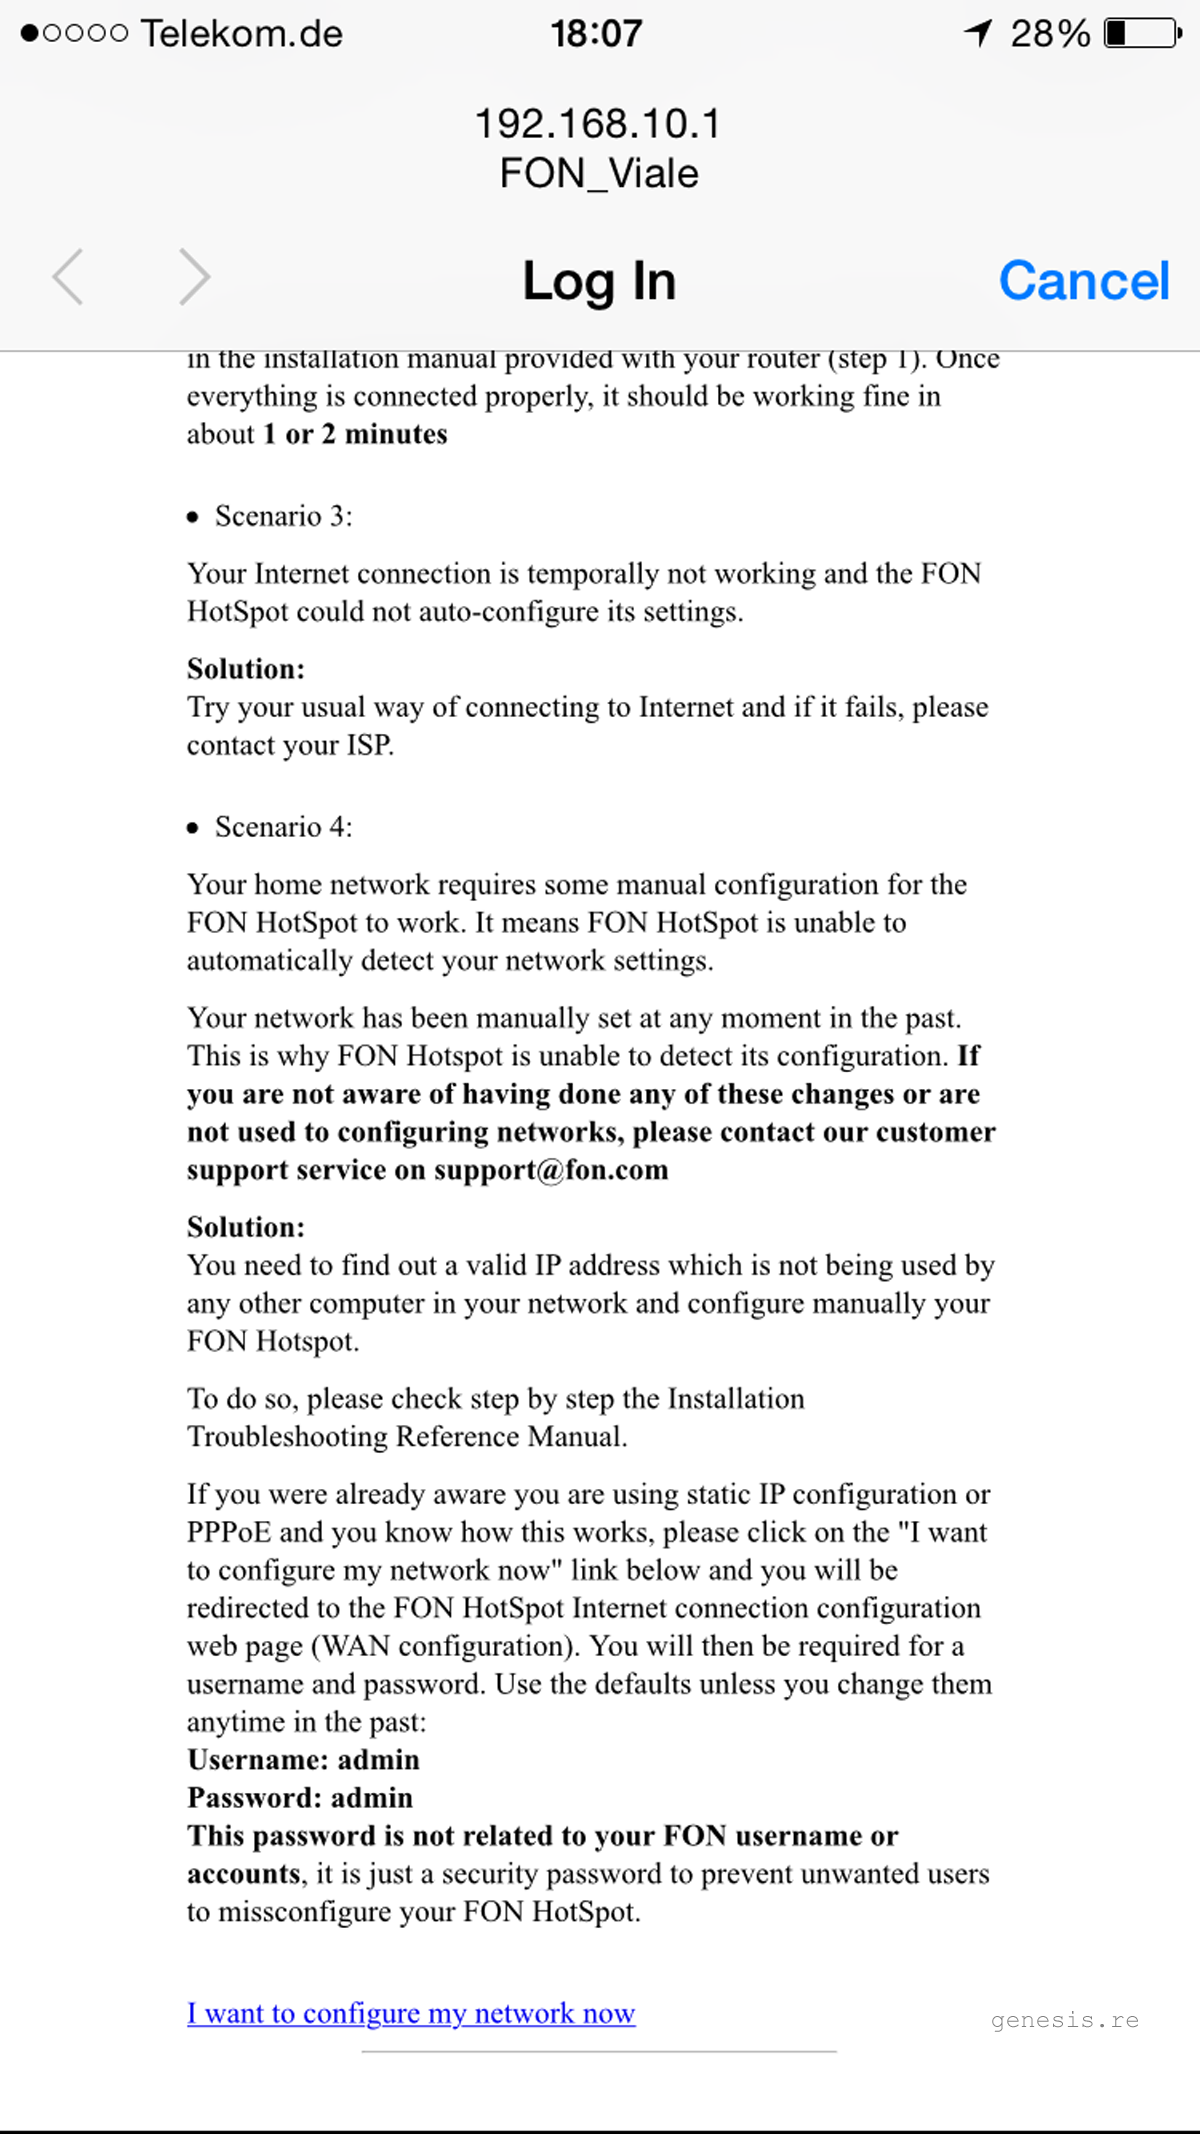 Telekom.de 18:07 28%
192.168.10.1
FON_Viale
Log In Cancel
in the installation manual provided with your router (step 1). Once
everything is connected properly, it should be working fine in
about 1 or 2 minutes
• Scenario 3:
Your Internet connection is temporally not working and the FON
HotSpot could not auto-configure its settings.
Solution:
Try your usual way of connecting to Internet and if it fails, please
contact your ISP.
• Scenario 4:
Your home network requires some manual configuration for the
FON HotSpot to work. It means FON HotSpot is unable to
automatically detect your network settings.
Your network has been manually set at any moment in the past.
This is why FON Hotspot is unable to detect its configuration. If
you are not aware of having done any of these changes or are
not used to configuring networks, please contact our customer
support service on support@fon.com
Solution:
You need to find out a valid IP address which is not being used by
any other computer in your network and configure manually your
FON Hotspot.
To do so, please check step by step the Installation
Troubleshooting Reference Manual.
If you were already aware you are using static IP configuration or
PPPoE and you know how this works, please click on the "I want
to configure my network now" link below and you will be
redirected to the FON HotSpot Internet connection configuration
web page (WAN configuration). You will then be required for a
username and password. Use the defaults unless you change them
anytime in the past:
Username: admin
Password: admin
This password is not related to your FON username or
accounts, it is just a security password to prevent unwanted users
to missconfigure your FON HotSpot.
I want to configure my network now
genesis.re